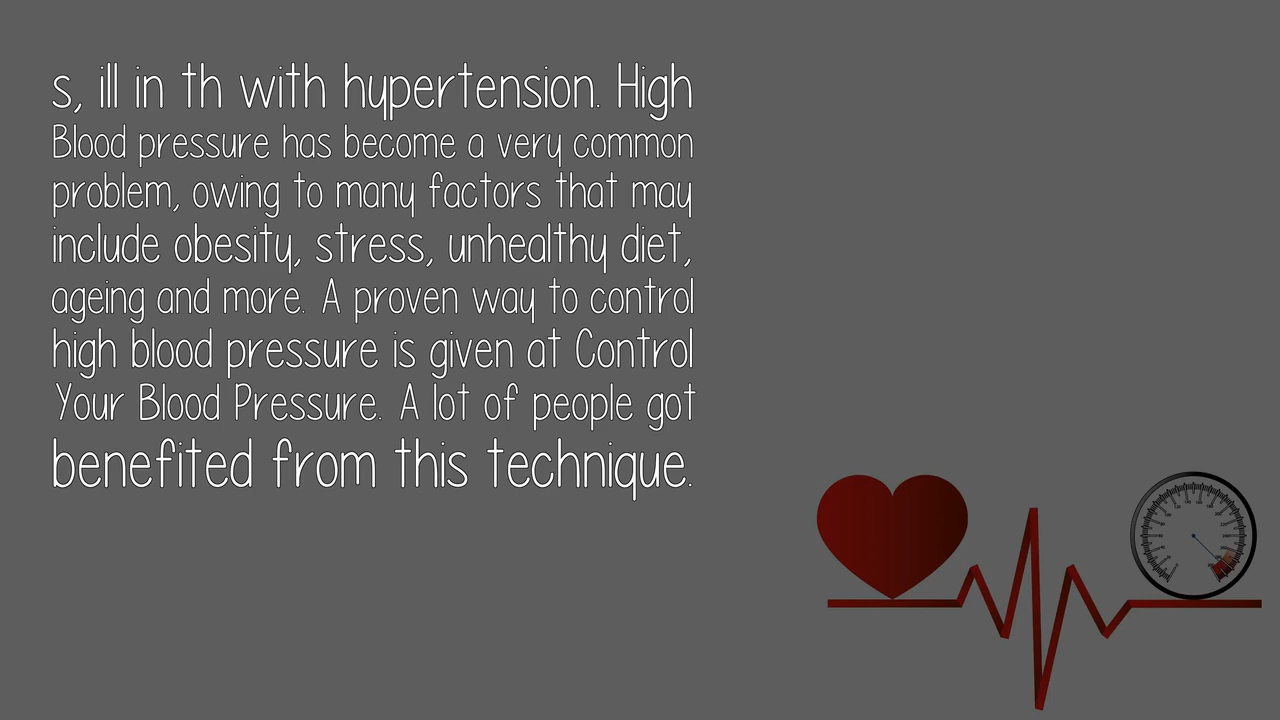 s, ill in th with hypertension. High
Blood pressure has become a very common
problem, owing to many factors that may
include obesity, stress, unhealthy diet,
ageing and more. A proven way to control
high blood pressure is given at Control
Your Blood Pressure. A lot of people got
benefited from this technique.